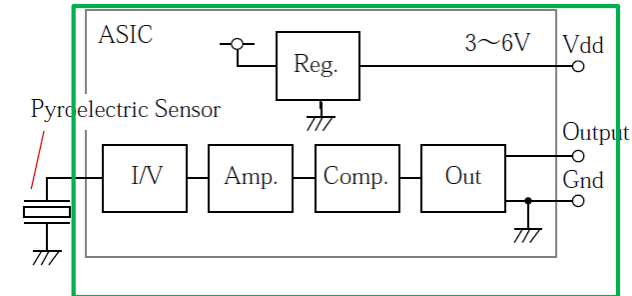 ASIC
3～6V
Vdd
Reg.
Pyroelectric Sensor
Output
I/V
Amp.
Comp.
Out
Gnd